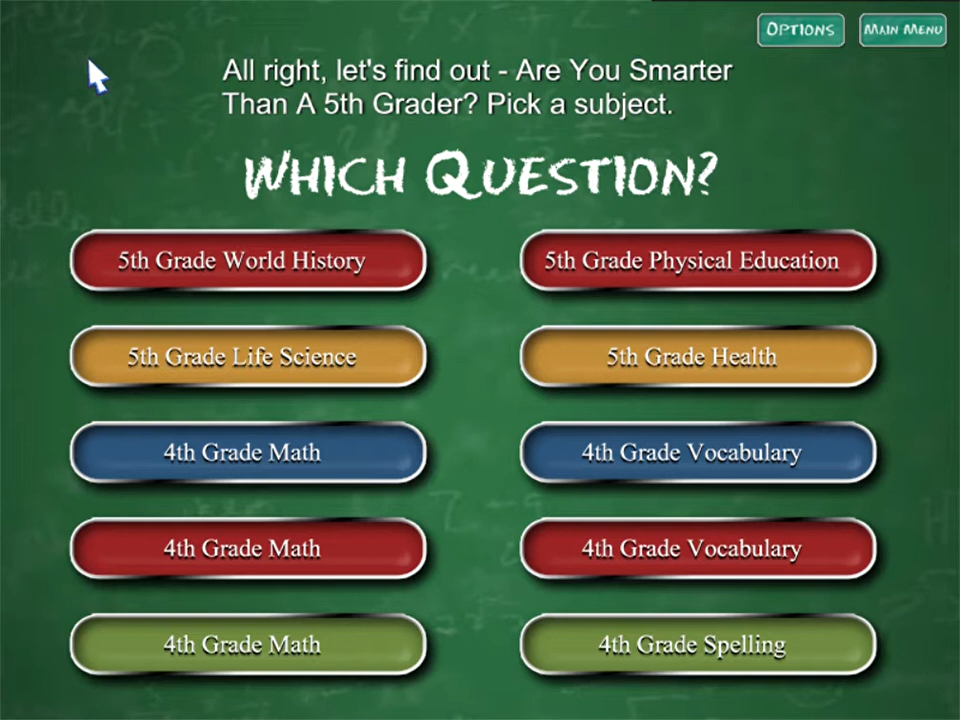 OPTIONS
MAIN MENU
All right, let's find out - Are You Smarter
Than A 5th Grader? Pick a subject.
WHICH QUESTION?
5th Grade World History
5th Grade Physical Education
5th Grade Life Science
5th Grade Health
4th Grade Math
4th Grade Vocabulary
4th Grade Math
4th Grade Vocabulary
4th Grade Math
4th Grade Spelling